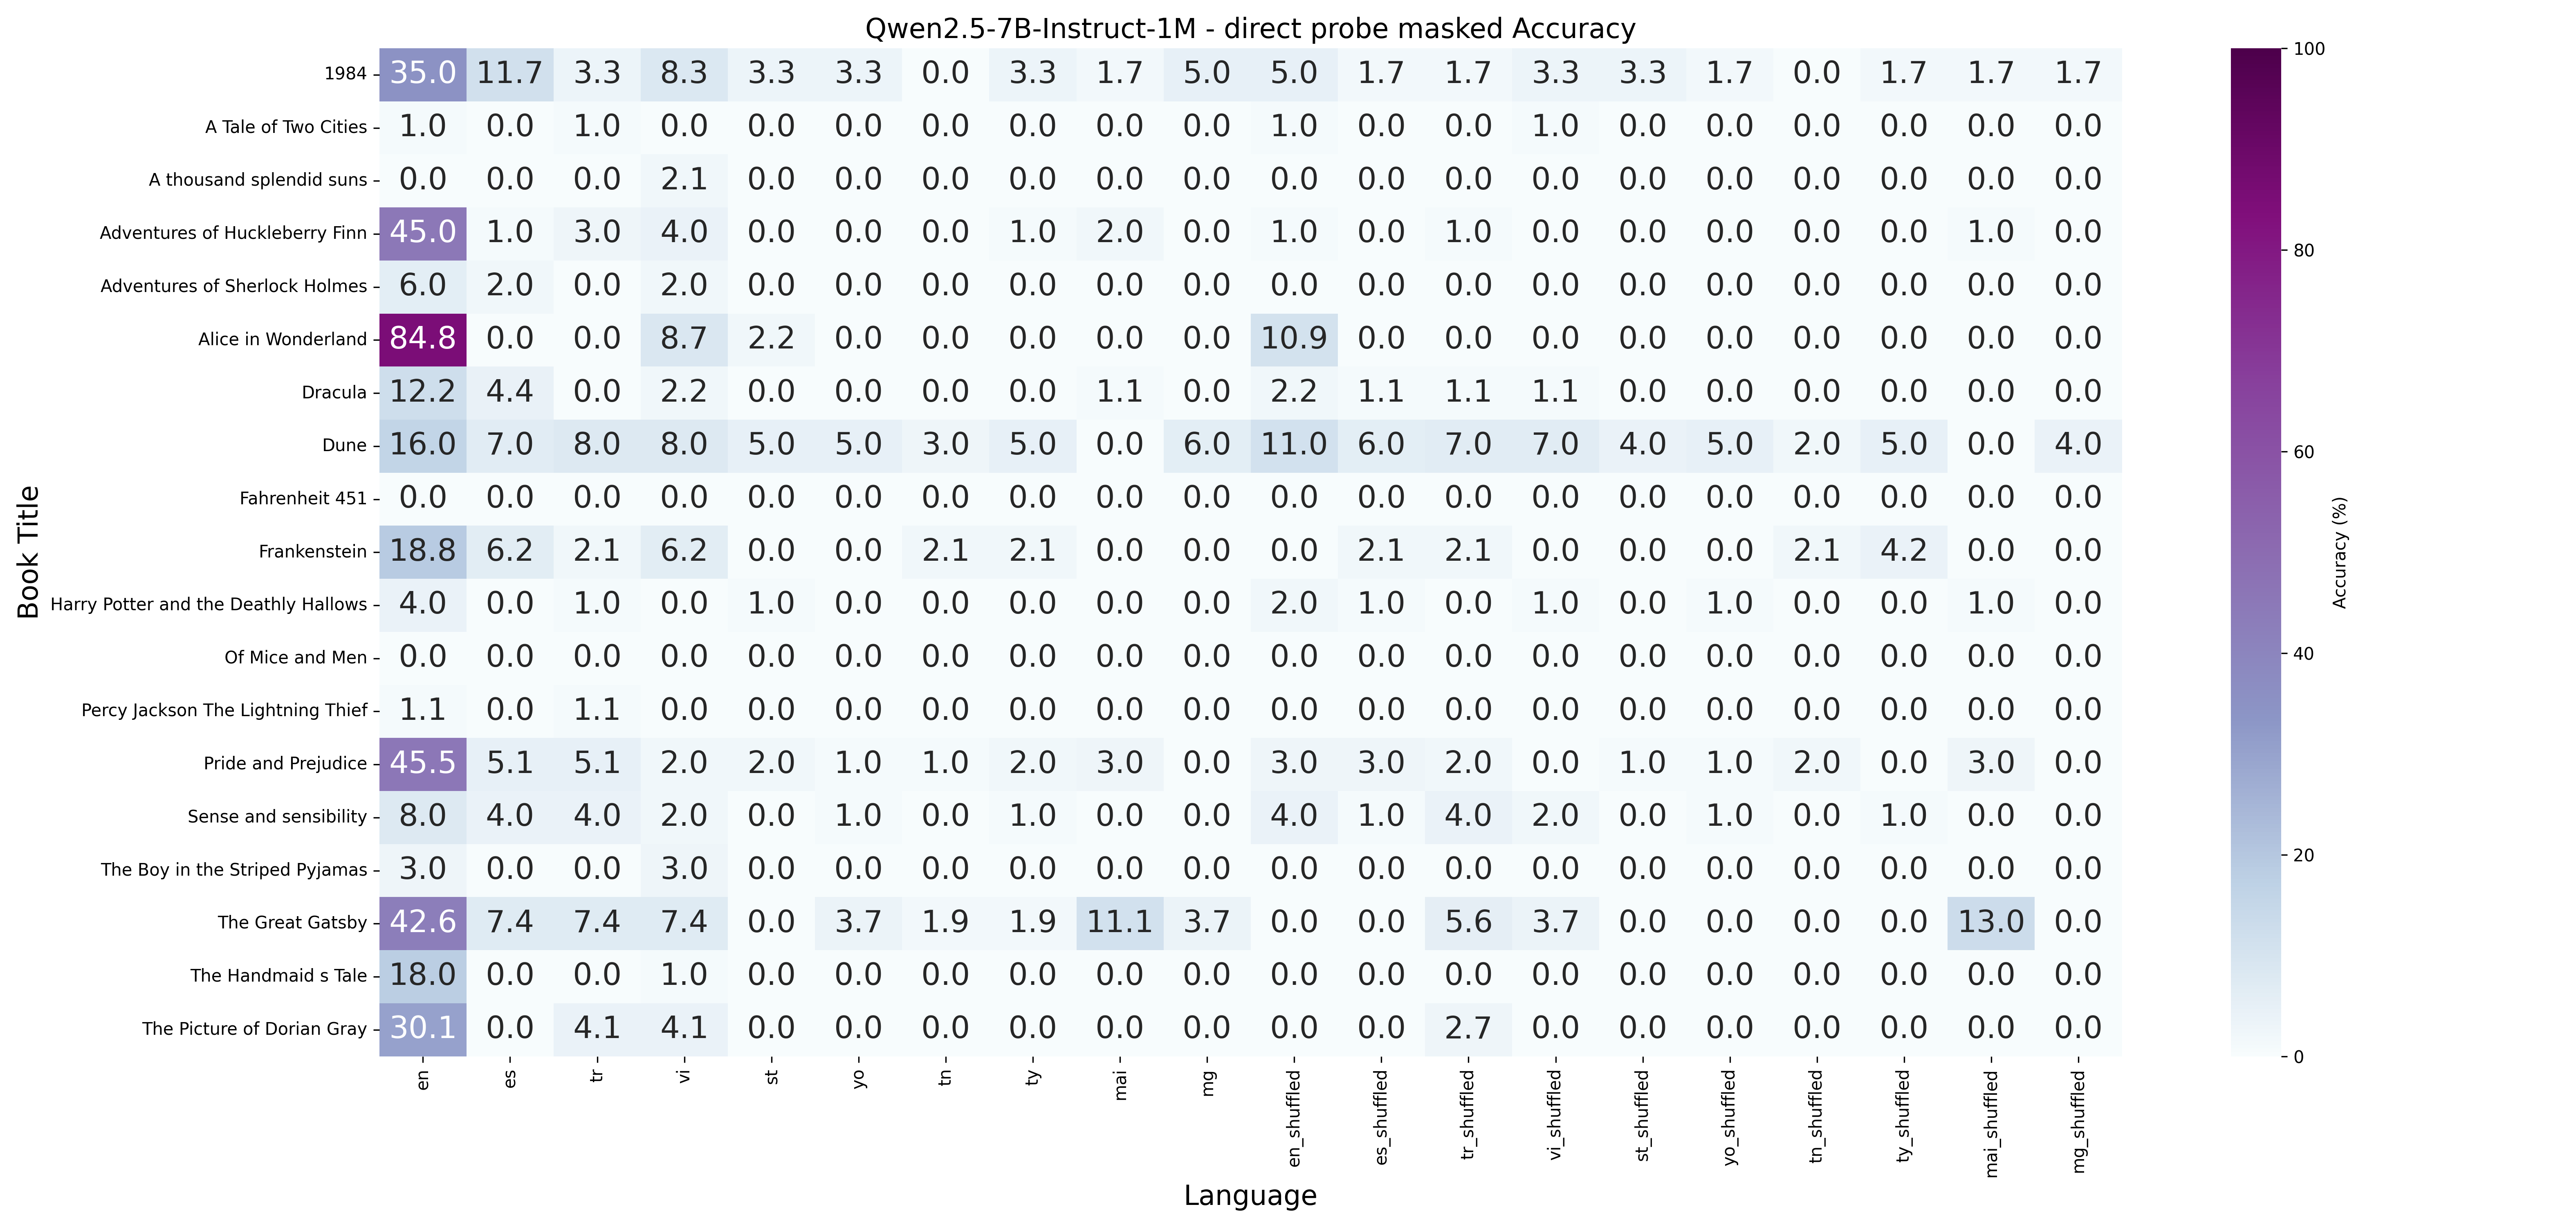 Qwen2.5-7B-Instruct-1M - direct probe masked Accuracy
Book Title
1984 35.0 11.7 3.3 8.3 3.3 3.3 0.0 3.3 1.7 5.0 5.0 1.7 1.7 3.3 3.3 1.7 0.0 1.7 1.7 1.7
A Tale of Two Cities 1.0 0.0 1.0 0.0 0.0 0.0 0.0 0.0 0.0 0.0 1.0 0.0 0.0 1.0 0.0 0.0 0.0 0.0 0.0 0.0
A thousand splendid suns 0.0 0.0 0.0 2.1 0.0 0.0 0.0 0.0 0.0 0.0 0.0 0.0 0.0 0.0 0.0 0.0 0.0 0.0 0.0 0.0
Adventures of Huckleberry Finn 45.0 1.0 3.0 4.0 0.0 0.0 0.0 1.0 2.0 0.0 1.0 0.0 1.0 0.0 0.0 0.0 0.0 0.0 1.0 0.0
Adventures of Sherlock Holmes 6.0 2.0 0.0 2.0 0.0 0.0 0.0 0.0 0.0 0.0 0.0 0.0 0.0 0.0 0.0 0.0 0.0 0.0 0.0 0.0
Alice in Wonderland 84.8 0.0 0.0 8.7 2.2 0.0 0.0 0.0 0.0 0.0 10.9 0.0 0.0 0.0 0.0 0.0 0.0 0.0 0.0 0.0
Dracula 12.2 4.4 0.0 2.2 0.0 0.0 0.0 0.0 1.1 0.0 2.2 1.1 1.1 1.1 0.0 0.0 0.0 0.0 0.0 0.0
Dune 16.0 7.0 8.0 8.0 5.0 5.0 3.0 5.0 0.0 6.0 11.0 6.0 7.0 7.0 4.0 5.0 2.0 5.0 0.0 4.0
Fahrenheit 451 0.0 0.0 0.0 0.0 0.0 0.0 0.0 0.0 0.0 0.0 0.0 0.0 0.0 0.0 0.0 0.0 0.0 0.0 0.0 0.0
Frankenstein 18.8 6.2 2.1 6.2 0.0 0.0 2.1 2.1 0.0 0.0 0.0 2.1 2.1 0.0 0.0 0.0 2.1 4.2 0.0 0.0
Harry Potter and the Deathly Hallows 4.0 0.0 1.0 0.0 1.0 0.0 0.0 0.0 0.0 0.0 2.0 1.0 0.0 1.0 0.0 1.0 0.0 0.0 1.0 0.0
Of Mice and Men 0.0 0.0 0.0 0.0 0.0 0.0 0.0 0.0 0.0 0.0 0.0 0.0 0.0 0.0 0.0 0.0 0.0 0.0 0.0 0.0
Percy Jackson The Lightning Thief 1.1 0.0 1.1 0.0 0.0 0.0 0.0 0.0 0.0 0.0 0.0 0.0 0.0 0.0 0.0 0.0 0.0 0.0 0.0 0.0
Pride and Prejudice 45.5 5.1 5.1 2.0 2.0 1.0 1.0 2.0 3.0 0.0 3.0 3.0 2.0 0.0 1.0 1.0 2.0 0.0 3.0 0.0
Sense and sensibility 8.0 4.0 4.0 2.0 0.0 1.0 0.0 1.0 0.0 0.0 4.0 1.0 4.0 2.0 0.0 1.0 0.0 1.0 0.0 0.0
The Boy in the Striped Pyjamas 3.0 0.0 0.0 3.0 0.0 0.0 0.0 0.0 0.0 0.0 0.0 0.0 0.0 0.0 0.0 0.0 0.0 0.0 0.0 0.0
The Great Gatsby 42.6 7.4 7.4 7.4 0.0 3.7 1.9 1.9 11.1 3.7 0.0 0.0 5.6 3.7 0.0 0.0 0.0 0.0 13.0 0.0
The Handmaid s Tale 18.0 0.0 0.0 1.0 0.0 0.0 0.0 0.0 0.0 0.0 0.0 0.0 0.0 0.0 0.0 0.0 0.0 0.0 0.0 0.0
The Picture of Dorian Gray 30.1 0.0 4.1 4.1 0.0 0.0 0.0 0.0 0.0 0.0 0.0 0.0 2.7 0.0 0.0 0.0 0.0 0.0 0.0 0.0
en es tr vi st yo tn ty mai mg en_shuffled es_shuffled tr_shuffled vi_shuffled st_shuffled yo_shuffled tn_shuffled ty_shuffled mai_shuffled mg_shuffled
Language
100
80
60
40
20
0
Accuracy (%)